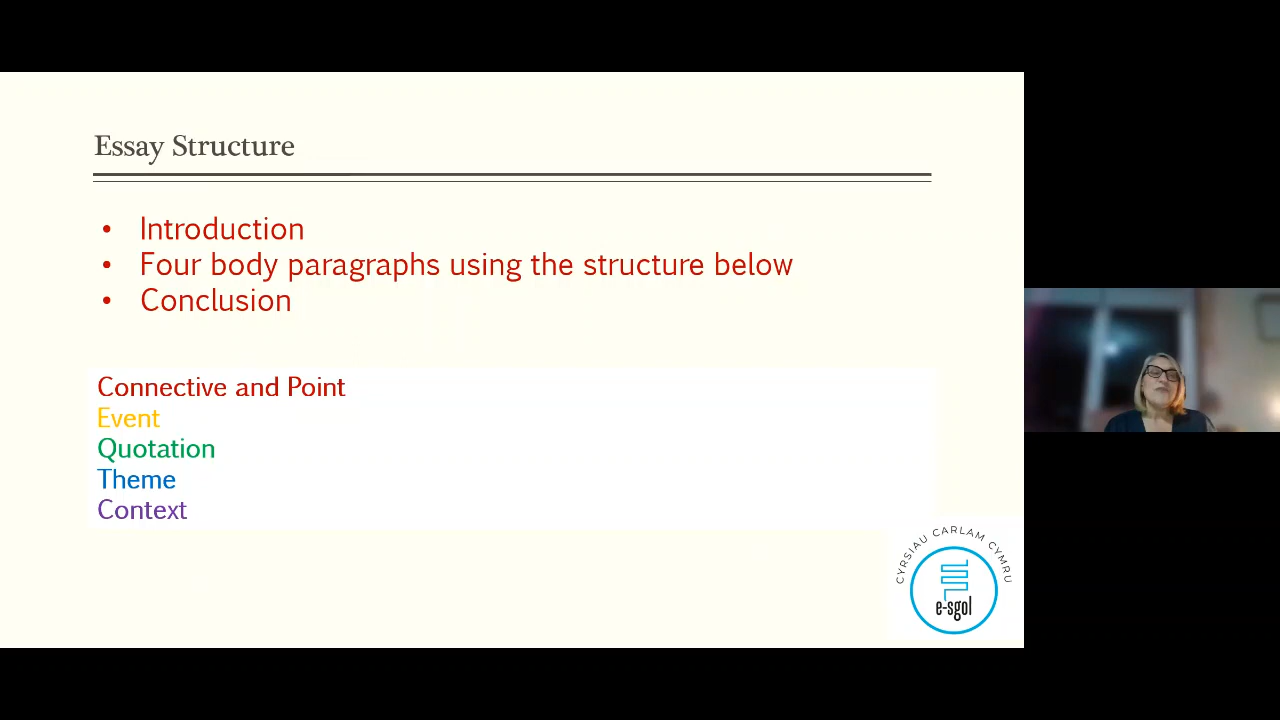 Essay Structure
• Introduction
• Four body paragraphs using the structure below
• Conclusion
Connective and Point
Event
Quotation
Theme
Context
CYRSIAU CARLAM CYMRU
e-sgol